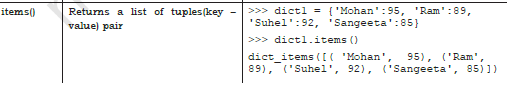 items()
Returns a list of tuples(key –
value) pair
>>> dict1 = {'Mohan':95, 'Ram':89,
'Suhel':92, 'Sangeeta':85}
>>> dict1.items()
dict_items([( 'Mohan', 95), ('Ram',
89), ('Suhel', 92), ('Sangeeta', 85)])